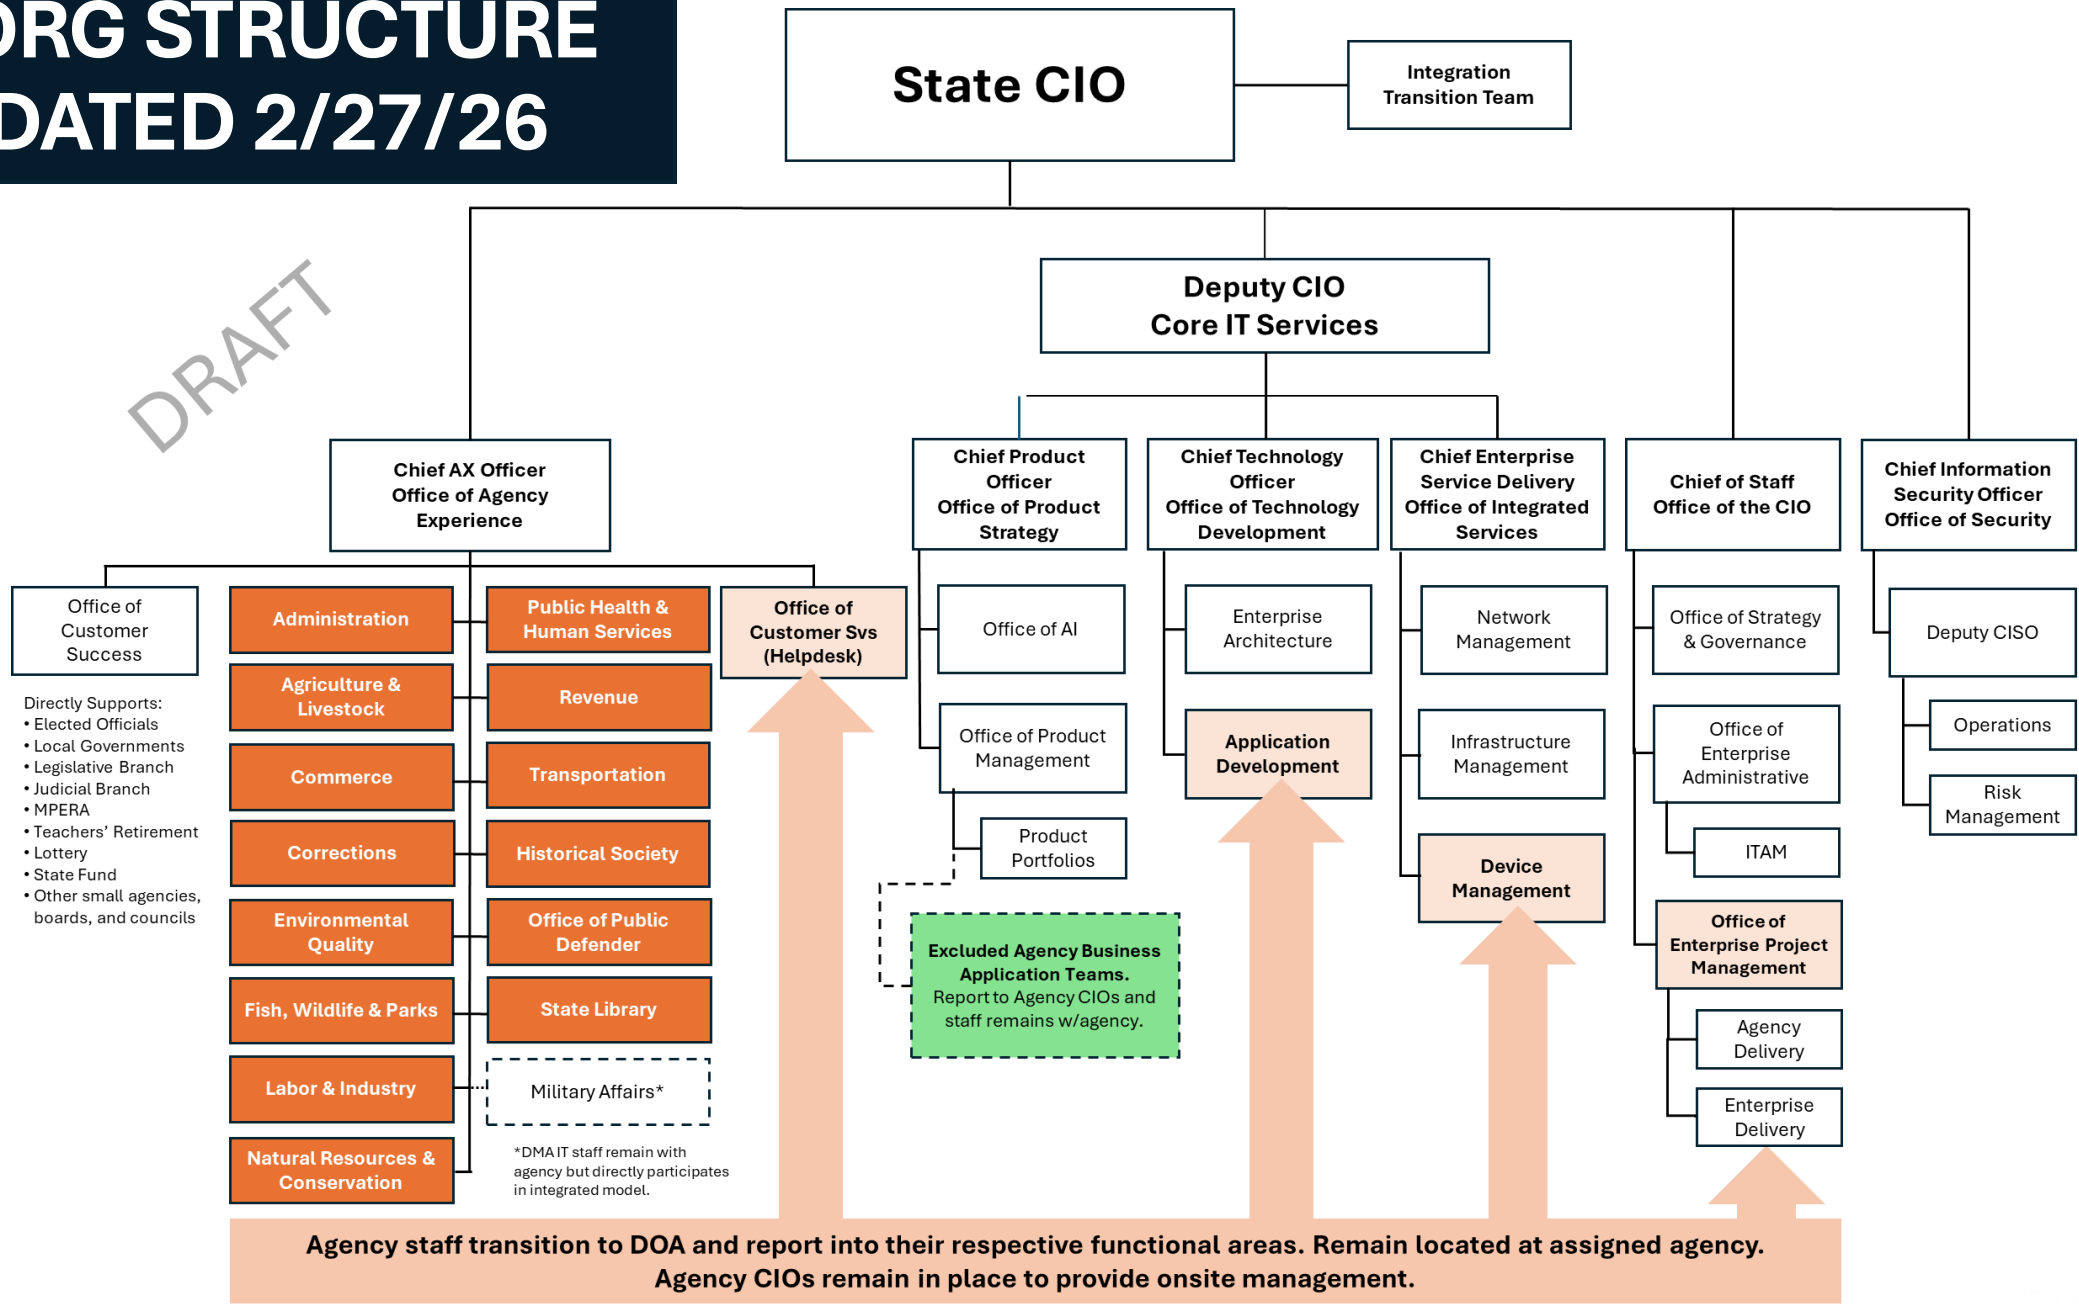 ORG STRUCTURE
DATED 2/27/26
State CIO
Integration
Transition Team
DRAFT
Deputy CIO
Core IT Services
Chief AX Officer
Office of Agency
Experience
Chief Product
Officer
Office of Product
Strategy
Chief Technology
Officer
Office of Technology
Development
Chief Enterprise
Service Delivery
Office of Integrated
Services
Chief of Staff
Office of the CIO
Chief Information
Security Officer
Office of Security
Office of
Customer
Success
Directly Supports:
• Elected Officials
• Local Governments
• Legislative Branch
• Judicial Branch
• MPERA
• Teachers’ Retirement
• Lottery
• State Fund
• Other small agencies,
boards, and councils
Administration
Agriculture &
Livestock
Commerce
Corrections
Environmental
Quality
Fish, Wildlife & Parks
Labor & Industry
Natural Resources &
Conservation
Public Health &
Human Services
Revenue
Transportation
Historical Society
Office of Public
Defender
State Library
Military Affairs*
*DMA IT staff remain with
agency but directly participates
in integrated model.
Office of
Customer Svs
(Helpdesk)
Office of AI
Office of Product
Management
Product
Portfolios
Excluded Agency Business
Application Teams.
Report to Agency CIOs and
staff remains w/agency.
Enterprise
Architecture
Application
Development
Network
Management
Infrastructure
Management
Device
Management
Office of Strategy
& Governance
Office of
Enterprise
Administrative
ITAM
Office of
Enterprise Project
Management
Agency
Delivery
Enterprise
Delivery
Deputy CISO
Operations
Risk
Management
Agency staff transition to DOA and report into their respective functional areas. Remain located at assigned agency.
Agency CIOs remain in place to provide onsite management.